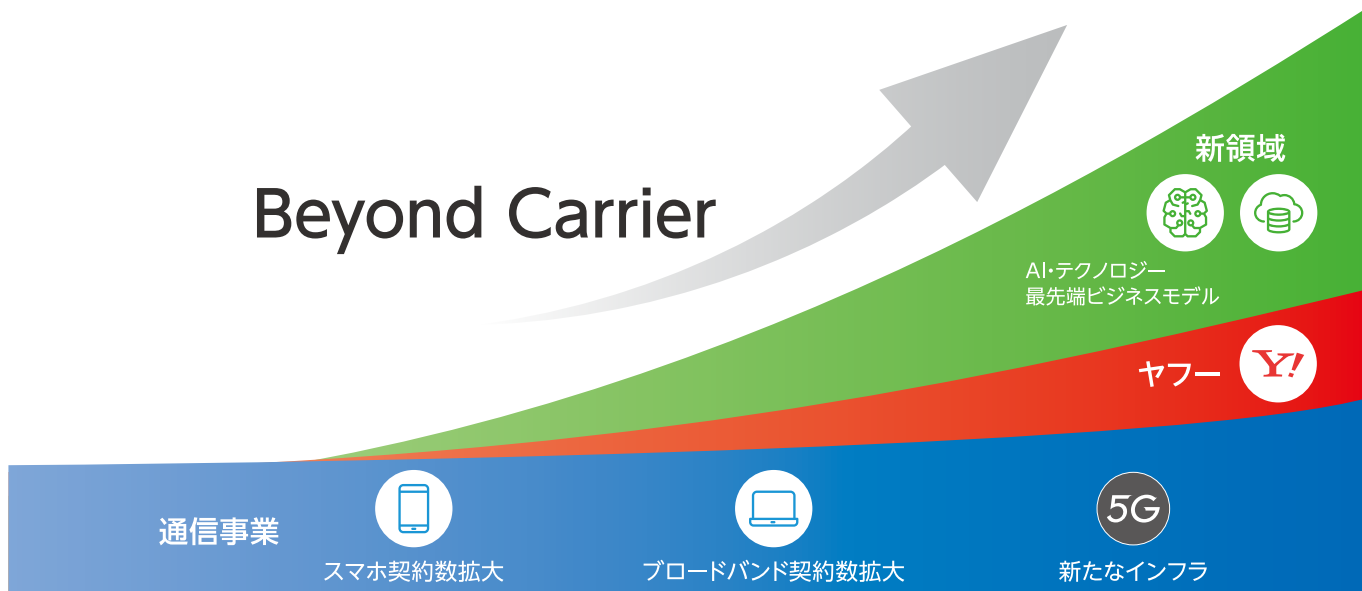 Beyond Carrier
新領域
AI・テクノロジー
最先端ビジネスモデル
ヤフー
Y!
通信事業
5G
スマホ契約数拡大
ブロードバンド契約数拡大
新たなインフラ